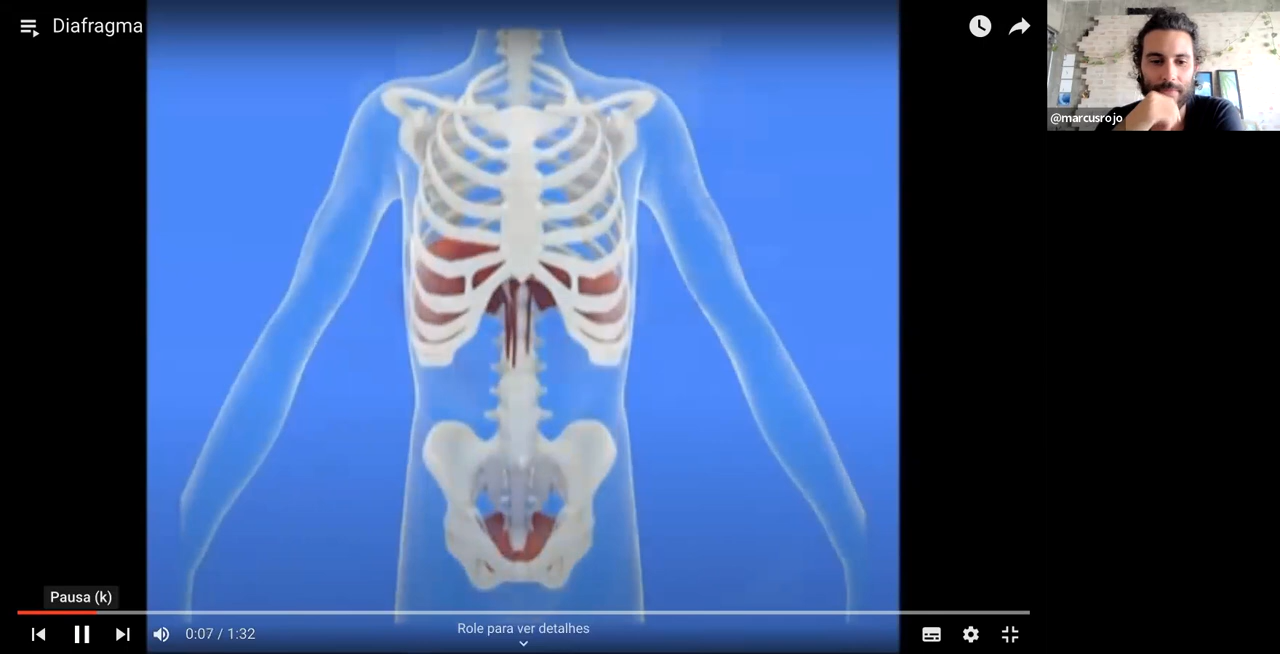 Diafragma
@marcusrojo
Pausa (k)
0:07 / 1:32
Role para ver detalhes